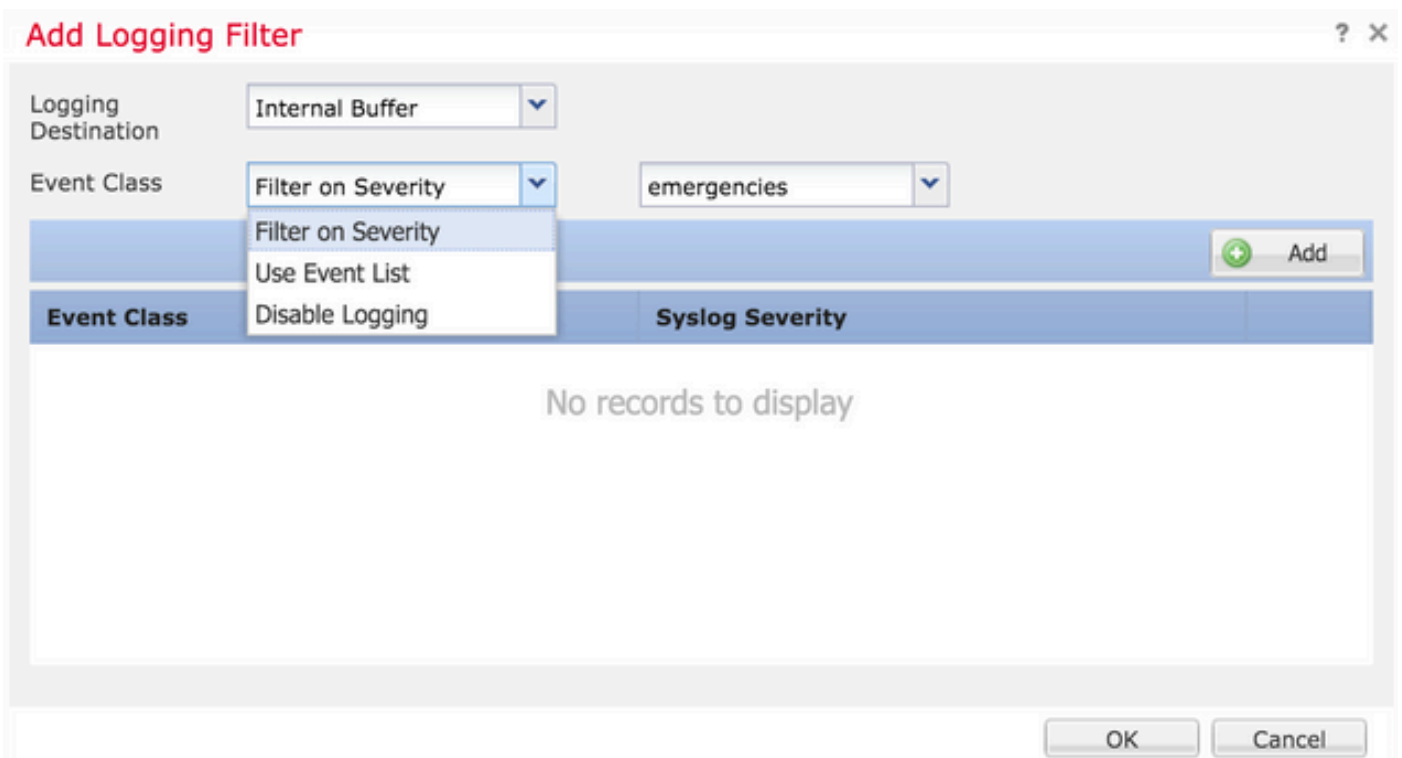 Add Logging Filter ? ×
Logging
Destination
Internal Buffer
Event Class
Filter on Severity
emergencies
Filter on Severity
Use Event List
Disable Logging
Add
Event Class
Syslog Severity
No records to display
OK
Cancel